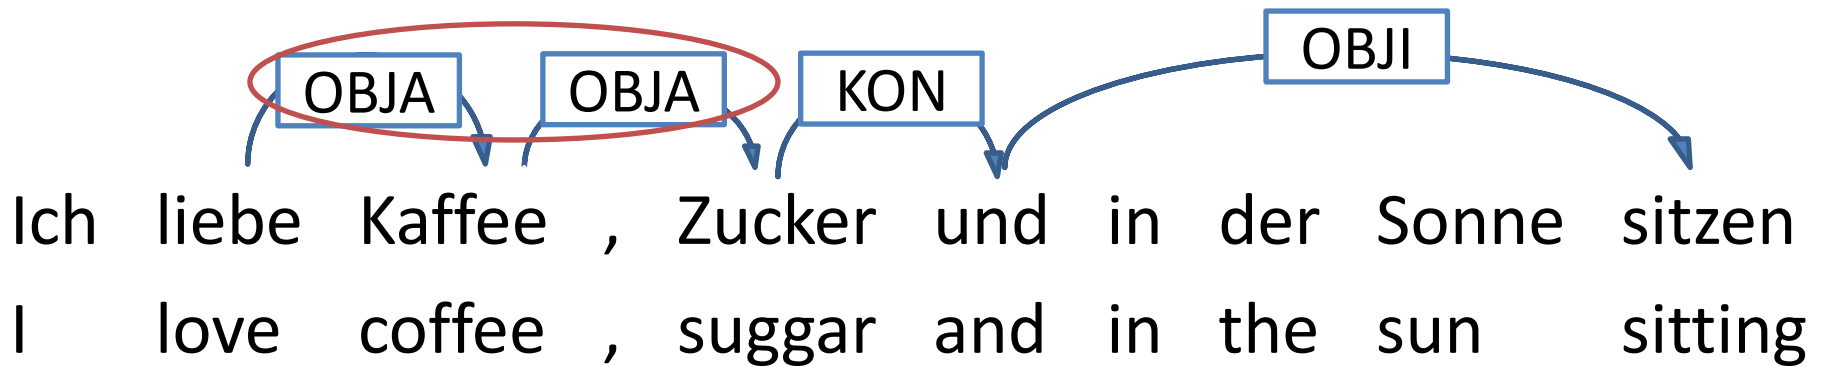 OBJI
OBJA OBJA KON
Ich liebe Kaffee , Zucker und in der Sonne sitzen
I love coffee , suggar and in the sun sitting